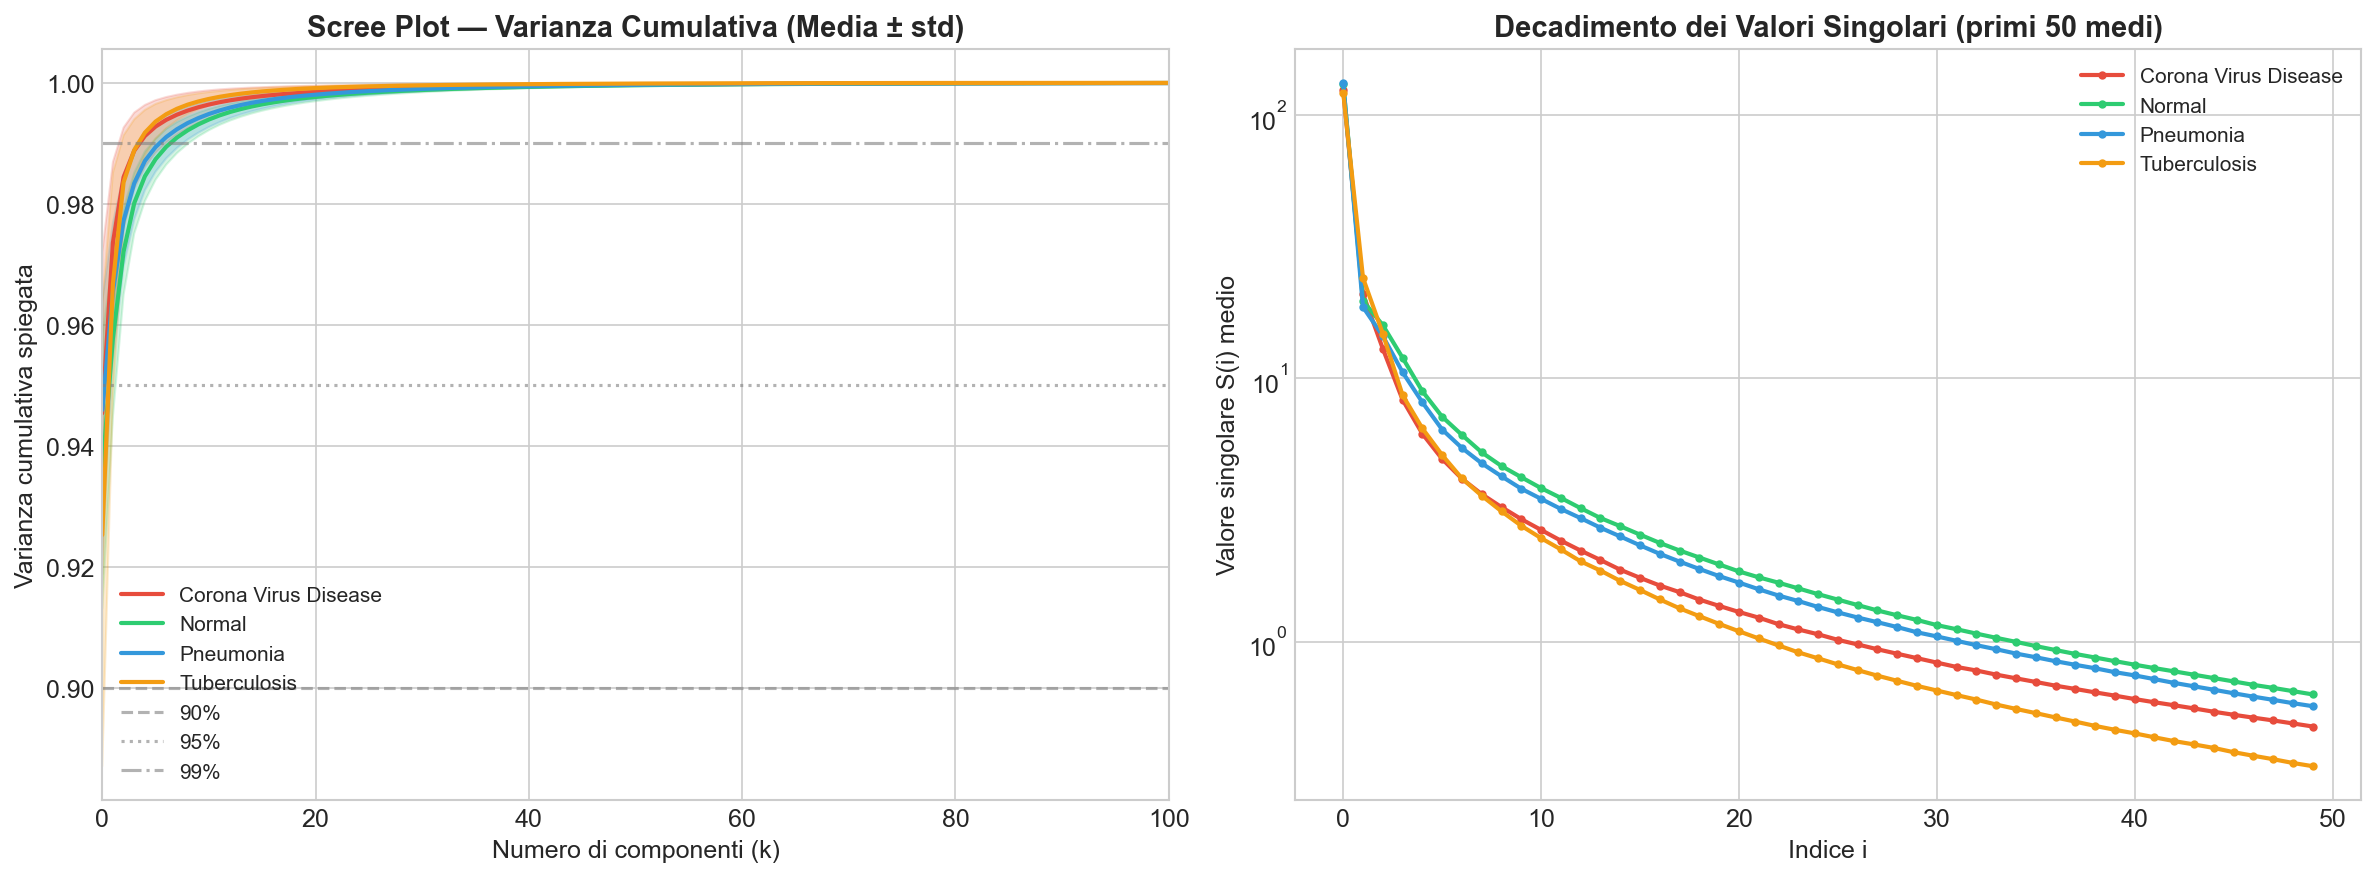 Scree Plot — Varianza Cumulativa (Media ± std)
Varianza cumulativa spiegata
1.00
0.98
0.96
0.94
0.92
0.90
Corona Virus Disease
Normal
Pneumonia
Tuberculosis
90%
95%
99%
0 20 40 60 80 100
Numero di componenti (k)
Decadimento dei Valori Singolari (primi 50 medi)
Valore singolare S(i) medio
10²
10¹
10⁰
Corona Virus Disease
Normal
Pneumonia
Tuberculosis
0 10 20 30 40 50
Indice i